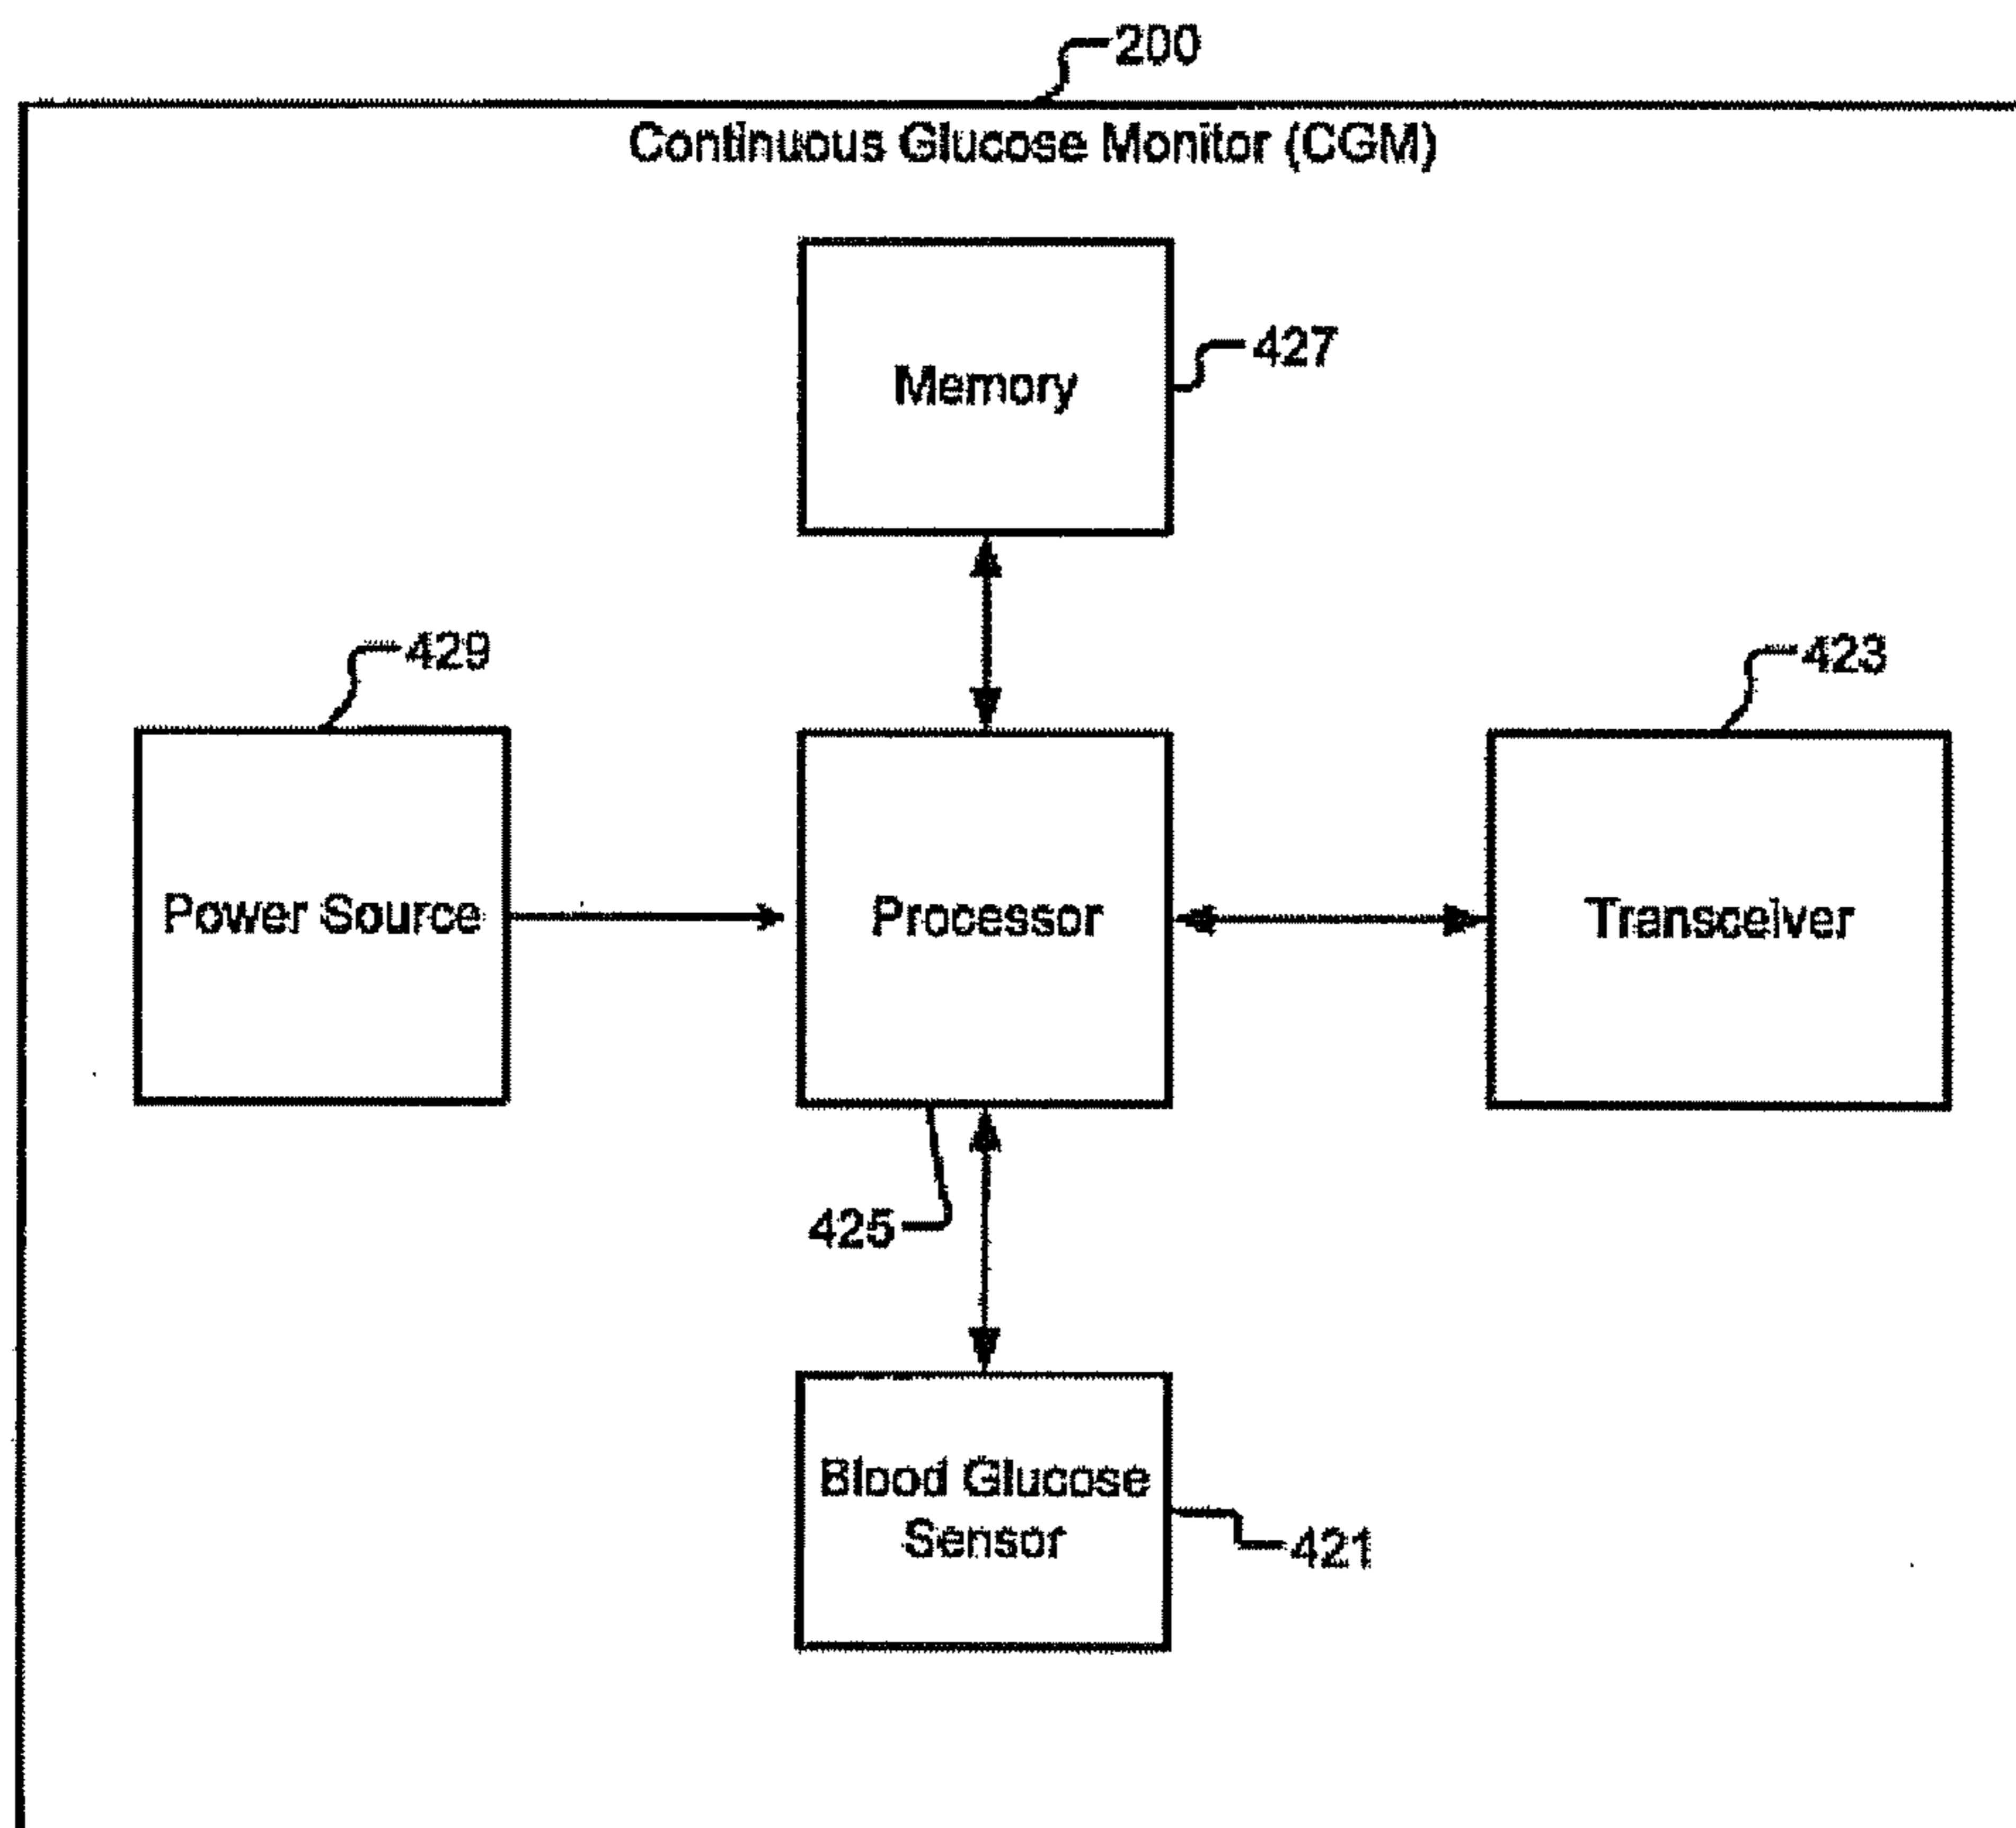 200
Continuous Glucose Monitor (CGM)
Memory
427
429
423
Power Source
Processor
Transceiver
425
Blood Glucose
Sensor
421